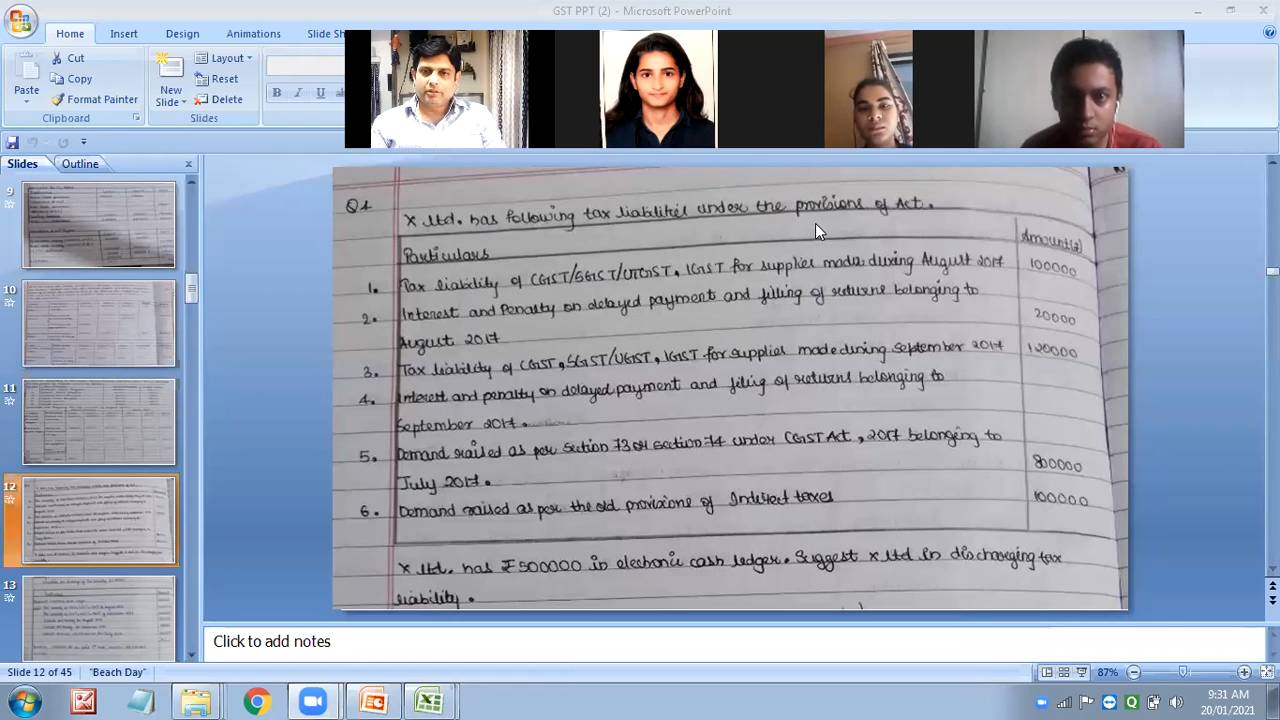 GST PPT (2) - Microsoft PowerPoint
Home Insert Design Animations Slide Sh
Paste
Cut
Copy
Format Painter
Clipboard
New
Slide
Layout
Reset
Delete
Slides
B I U
Slides Outline
9
10
11
12
13
Q1
X Ltd. has following tax liabilities under the provisions of Act.
Particulars Amount(₹)
1. Tax liability of CGST/SGST/UTGST, IGST for supplies made during August 2017 100000
2. Interest and Penalty on delayed payment and filling of returns belonging to
August 2017 20000
3. Tax liability of CGST, SGST/UGST, IGST for supplies made during September 2017 120000
4. Interest and penalty on delayed payment and filing of returns belonging to
September 2017.
5. Demand raised as per section 73 or section 74 under CGST Act, 2017 belonging to
July 2017. 800000
6. Demand raised as per the old provisions of Indirect taxes 100000
X Ltd. has ₹ 500000 in electronic cash ledger. Suggest X Ltd in discharging tax
liability.
Click to add notes
Slide 12 of 45 "Beach Day" 87%
9:31 AM
20/01/2021